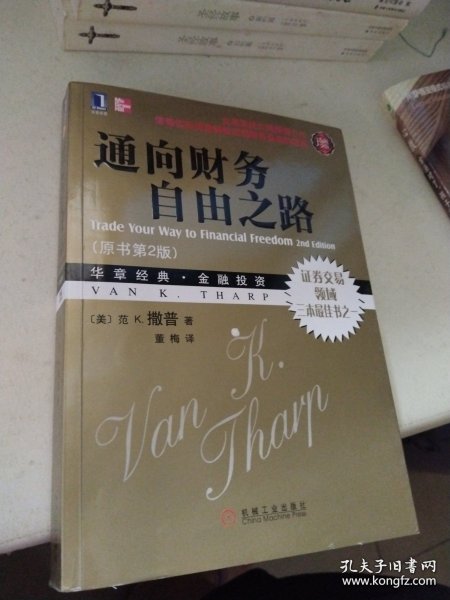 通向财务
自由之路
Trade Your Way to Financial Freedom 2nd Edition
(原书第2版)
华章经典·金融投资
VAN K. THARP
证券交易
领域
三本最佳书之一
〔美〕范 K. 撒普 著
董梅 译
Van K.
Tharp
机械工业出版社
China Machine Press
孔夫子旧书网
www.kongfz.com